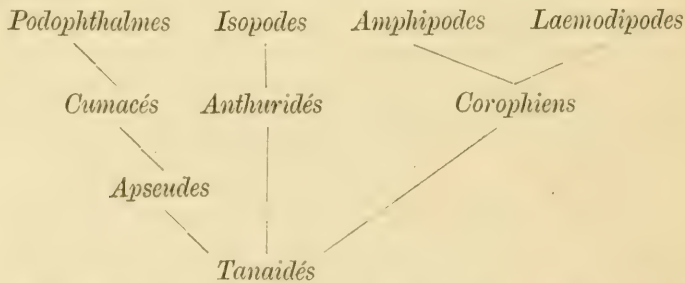 Podophthalmes Isopodes Amphipodes Laemodipodes
Cumacés Anthuridés Corophiens
Apseudes
Tanaidés